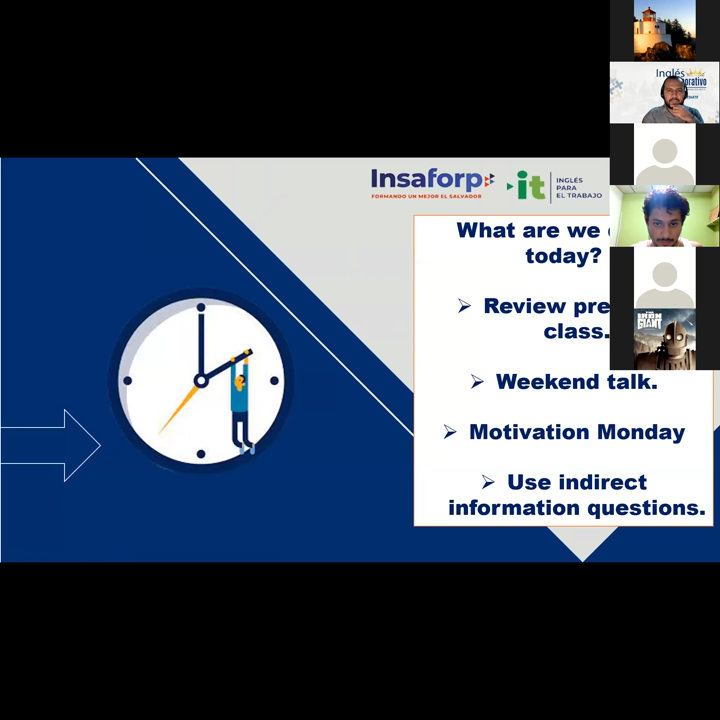 Inglés
orativo
Insaforp
FORMANDO UN MEJOR EL SALVADOR
it
INGLÉS
PARA
EL TRABAJO
What are we
today?
➢ Review pre
class.
➢ Weekend talk.
➢ Motivation Monday
➢ Use indirect
information questions.
THE
IRON
GIANT